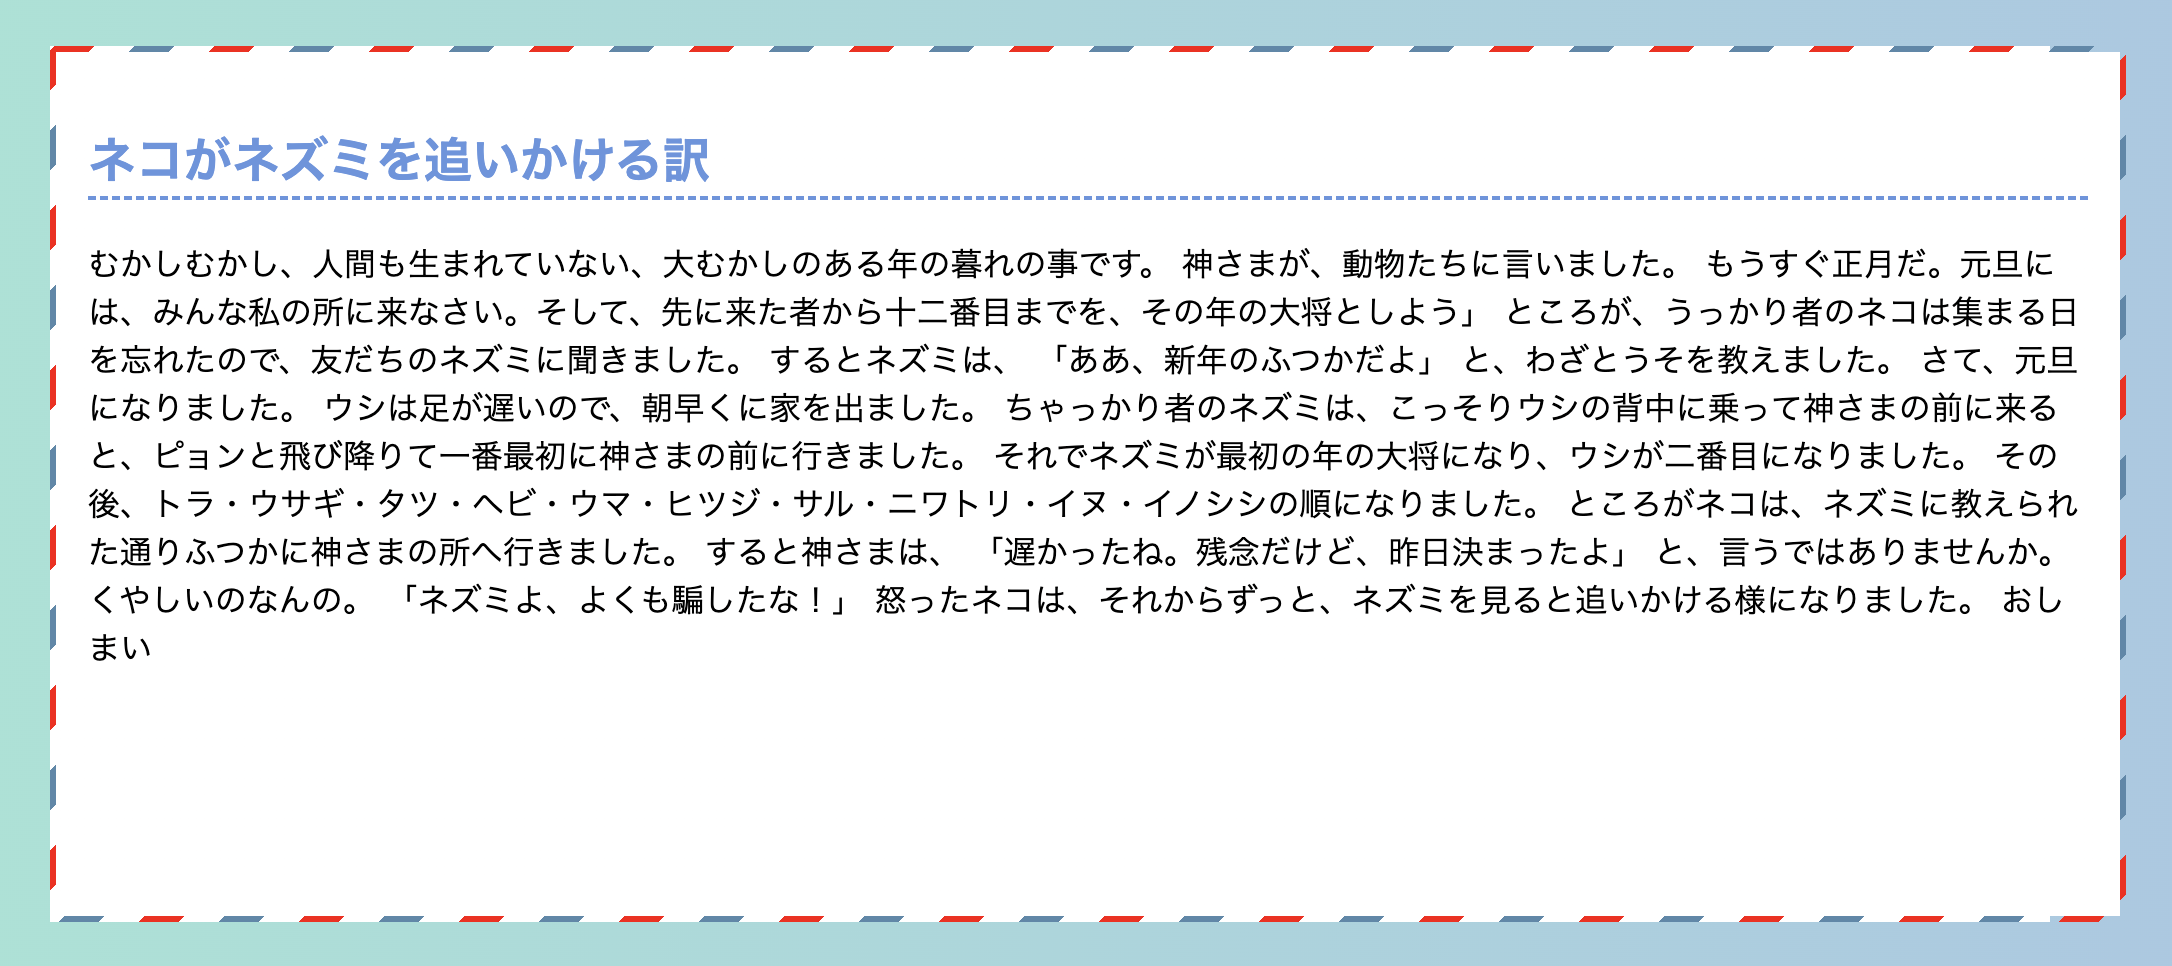 ネコがネズミを追いかける訳
むかしむかし、人間も生まれていない、大むかしのある年の暮れの事です。 神さまが、動物たちに言いました。 もうすぐ正月だ。元旦に
は、みんな私の所に来なさい。そして、先に来た者から十二番目までを、その年の大将としよう」 ところが、うっかり者のネコは集まる日
を忘れたので、友だちのネズミに聞きました。 するとネズミは、 「ああ、新年のふつかだよ」 と、わざとうそを教えました。 さて、元旦
になりました。 ウシは足が遅いので、朝早くに家を出ました。 ちゃっかり者のネズミは、こっそりウシの背中に乗って神さまの前に来る
と、ピョンと飛び降りて一番最初に神さまの前に行きました。 それでネズミが最初の年の大将になり、ウシが二番目になりました。 その
後、トラ・ウサギ・タツ・ヘビ・ウマ・ヒツジ・サル・ニワトリ・イヌ・イノシシの順になりました。 ところがネコは、ネズミに教えられ
た通りふつかに神さまの所へ行きました。 すると神さまは、 「遅かったね。残念だけど、昨日決まったよ」 と、言うではありませんか。
くやしいのなんの。 「ネズミよ、よくも騙したな！」 怒ったネコは、それからずっと、ネズミを見ると追いかける様になりました。 おし
まい